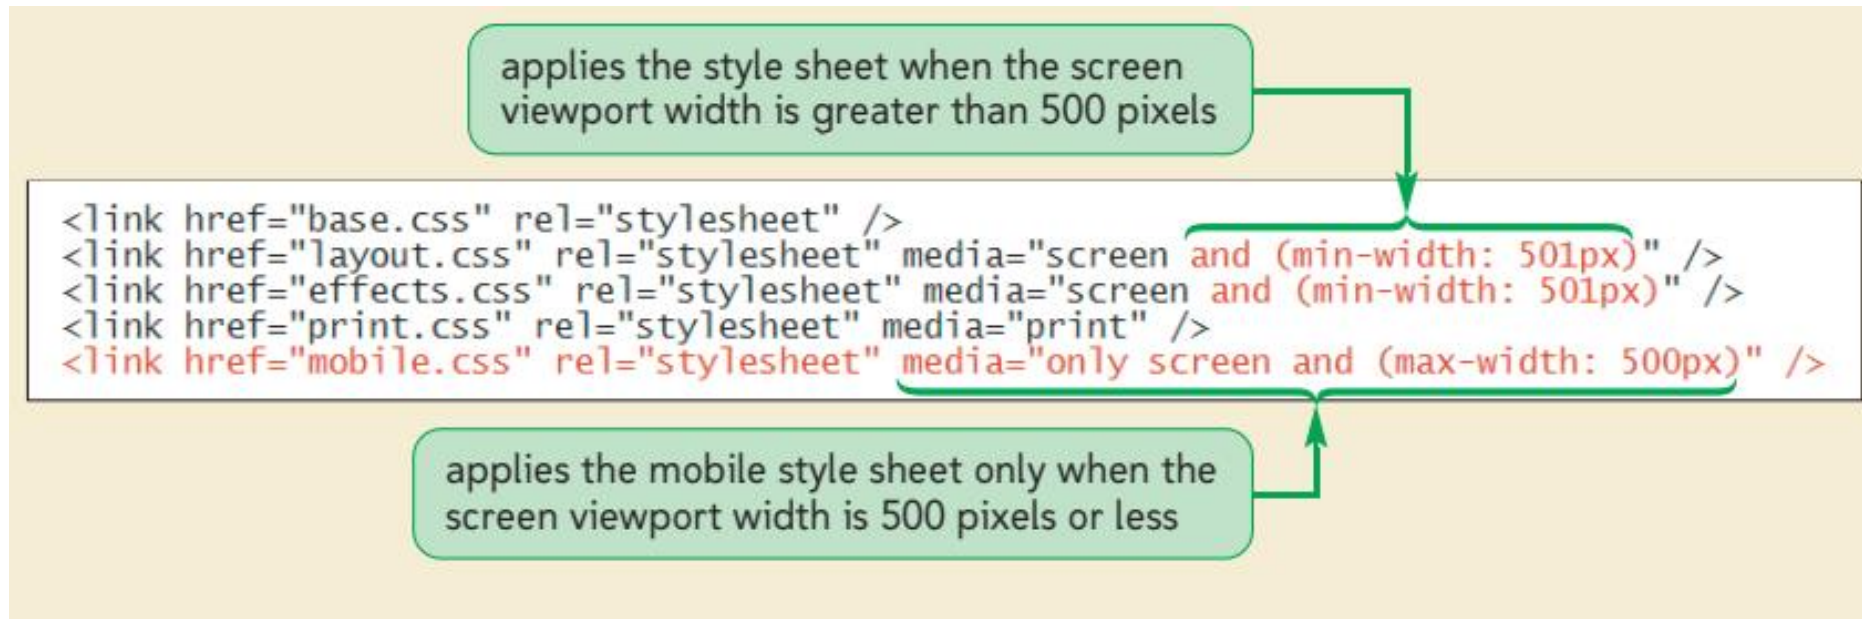 applies the style sheet when the screen
viewport width is greater than 500 pixels
<link href="base.css" rel="stylesheet" />
<link href="layout.css" rel="stylesheet" media="screen and (min-width: 501px)" />
<link href="effects.css" rel="stylesheet" media="screen and (min-width: 501px)" />
<link href="print.css" rel="stylesheet" media="print" />
<link href="mobile.css" rel="stylesheet" media="only screen and (max-width: 500px)" />
applies the mobile style sheet only when the
screen viewport width is 500 pixels or less